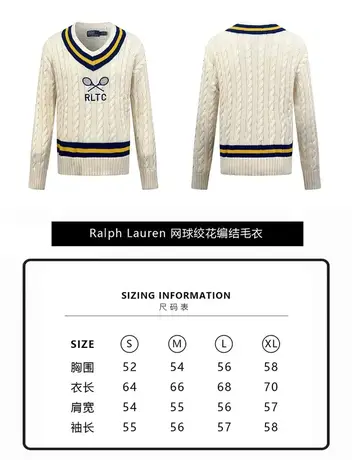 RLTC
Ralph Lauren 网球绞花编结毛衣
SIZING INFORMATION
尺码表
SIZE S M L XL
胸围 52 54 56 58
衣长 64 66 68 70
肩宽 54 55 56 57
袖长 55 56 57 58